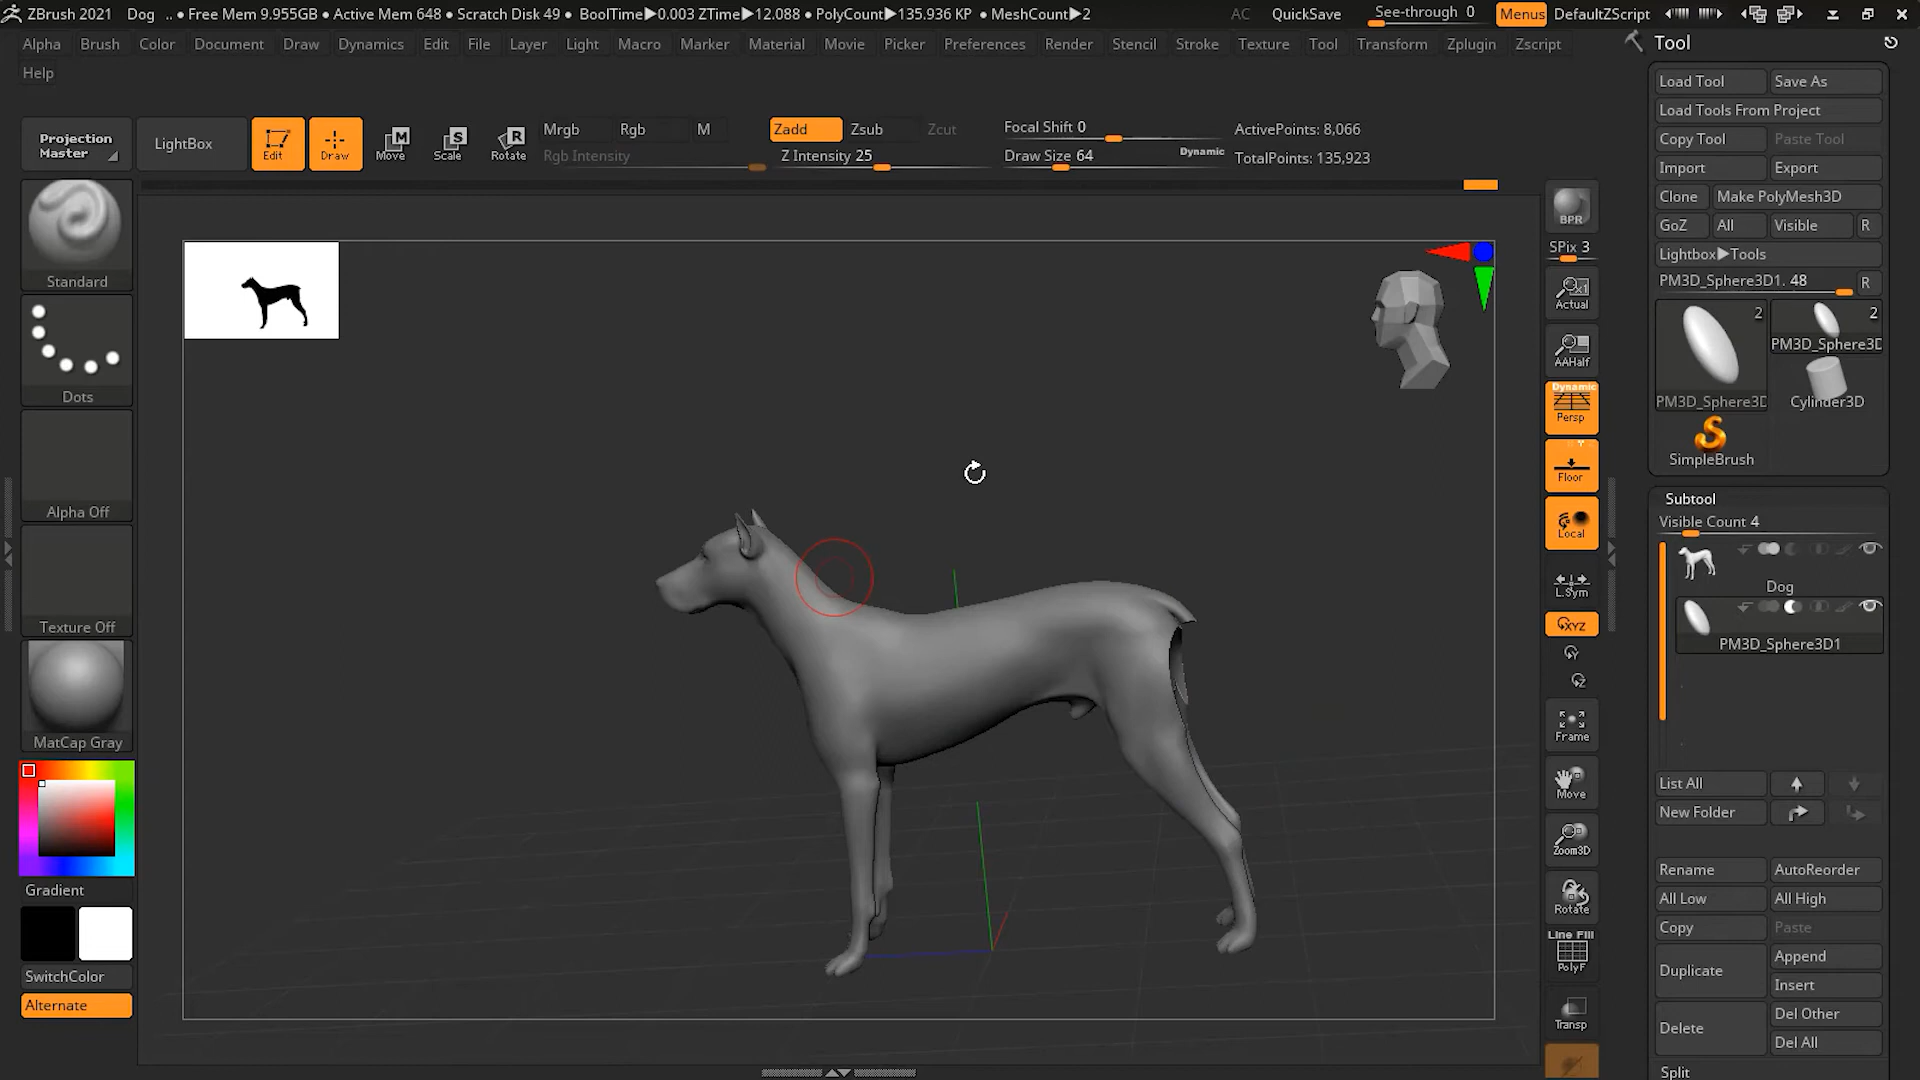 ZBrush 2021 Dog .. • Free Mem 9.955GB • Active Mem 648 • Scratch Disk 49 • BoolTime▶0.003 ZTime▶12.088 • PolyCount▶135.936 KP • MeshCount▶2 AC QuickSave See-through 0 Menus DefaultZScript
Alpha Brush Color Document Draw Dynamics Edit File Layer Light Macro Marker Material Movie Picker Preferences Render Stencil Stroke Texture Tool Transform Zplugin Zscript
Help
Projection Master
LightBox
Edit
Draw
M
Move
S
Scale
R
Rotate
Mrgb Rgb M
Rgb Intensity
Zadd Zsub Zcut
Z Intensity 25
Focal Shift 0
Draw Size 64 Dynamic
ActivePoints: 8,066
TotalPoints: 135,923
Standard
Dots
Alpha Off
Texture Off
MatCap Gray
Gradient
SwitchColor
Alternate
BPR
SPix 3
x1
Actual
AAHalf
Dynamic
Persp
Floor
Local
L.Sym
XYZ
Y
Z
Frame
Move
Zoom3D
Rotate
Line Fill
PolyF
Transp
Tool
Load Tool Save As
Load Tools From Project
Copy Tool Paste Tool
Import Export
Clone Make PolyMesh3D
GoZ All Visible R
Lightbox▶Tools
PM3D_Sphere3D1. 48 R
2 2
PM3D_Sphere3D
PM3D_Sphere3D Cylinder3D
SimpleBrush
Subtool
Visible Count 4
Dog
PM3D_Sphere3D1
List All
New Folder
Rename AutoReorder
All Low All High
Copy Paste
Duplicate Append
Insert
Delete Del Other
Del All
Split